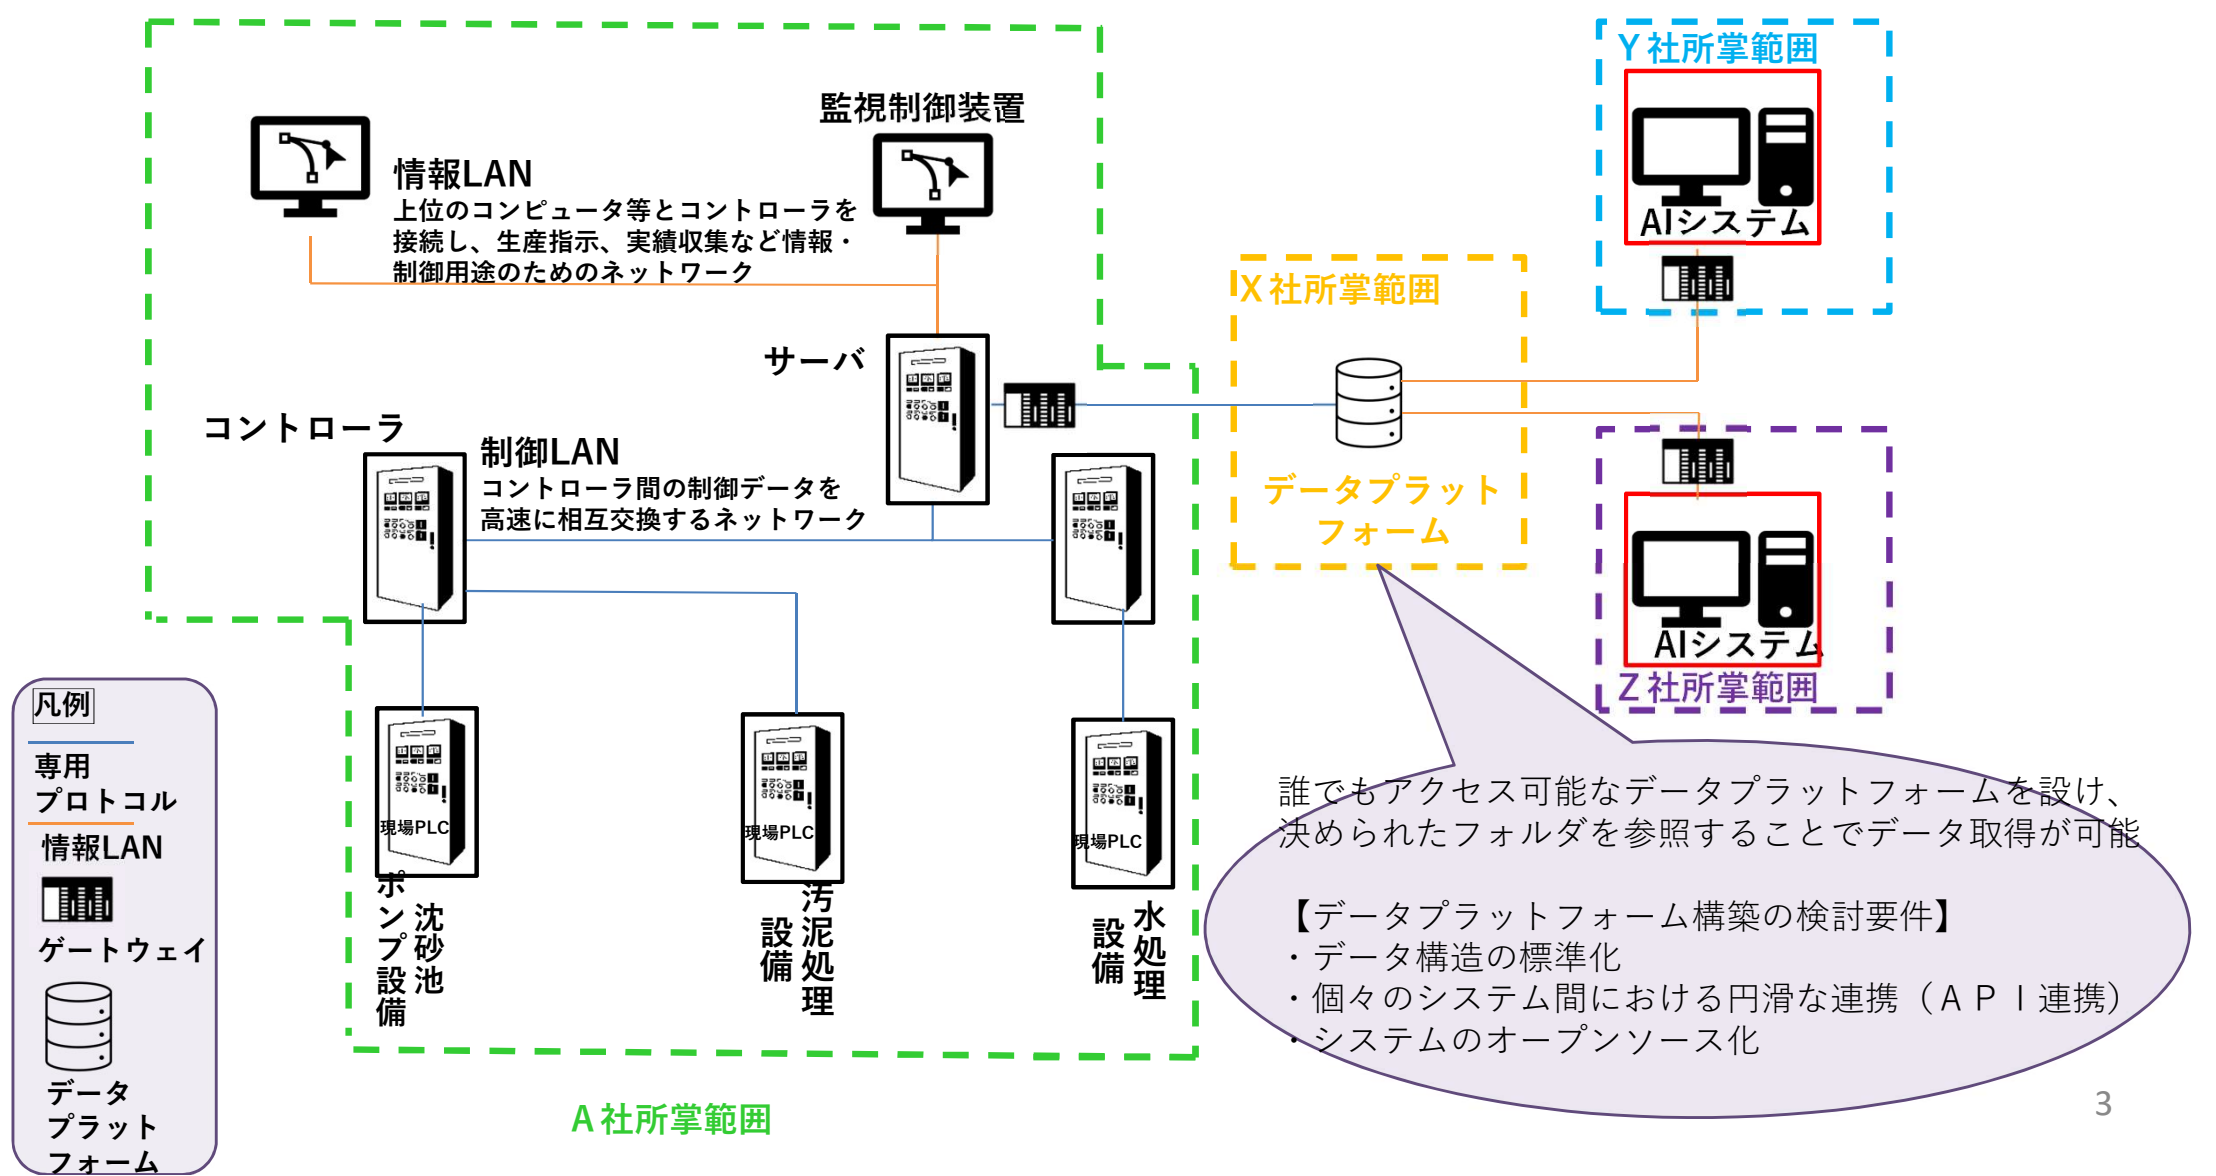 監視制御装置
情報LAN
上位のコンピュータ等とコントローラを
接続し、生産指示、実績収集など情報・
制御用途のためのネットワーク
サーバ
コントローラ
制御LAN
コントローラ間の制御データを
高速に相互交換するネットワーク
現場PLC
現場PLC
現場PLC
沈砂池
ポンプ設備
汚泥処理
設備
水処理
設備
A社所掌範囲
X社所掌範囲
データプラット
フォーム
Y社所掌範囲
AIシステム
AIシステム
Z社所掌範囲
誰でもアクセス可能なデータプラットフォームを設け、
決められたフォルダを参照することでデータ取得が可能
【データプラットフォーム構築の検討要件】
・データ構造の標準化
・個々のシステム間における円滑な連携（ＡＰＩ連携）
・システムのオープンソース化
凡例
専用
プロトコル
情報LAN
ゲートウェイ
データ
プラット
フォーム
3